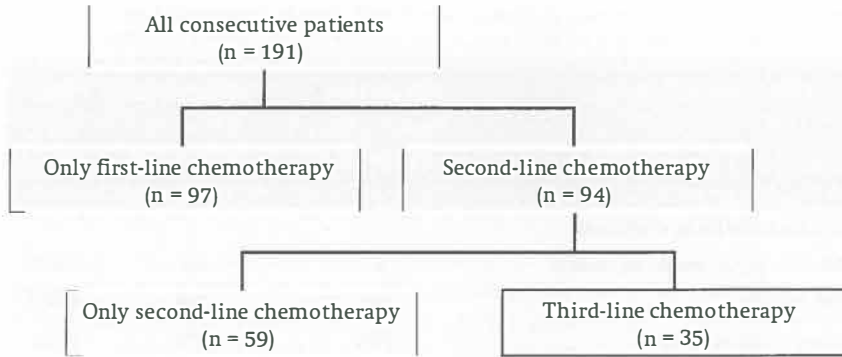 All consecutive patients
(n = 191)
Only first-line chemotherapy
(n = 97)
Second-line chemotherapy
(n = 94)
Only second-line chemotherapy
(n = 59)
Third-line chemotherapy
(n = 35)